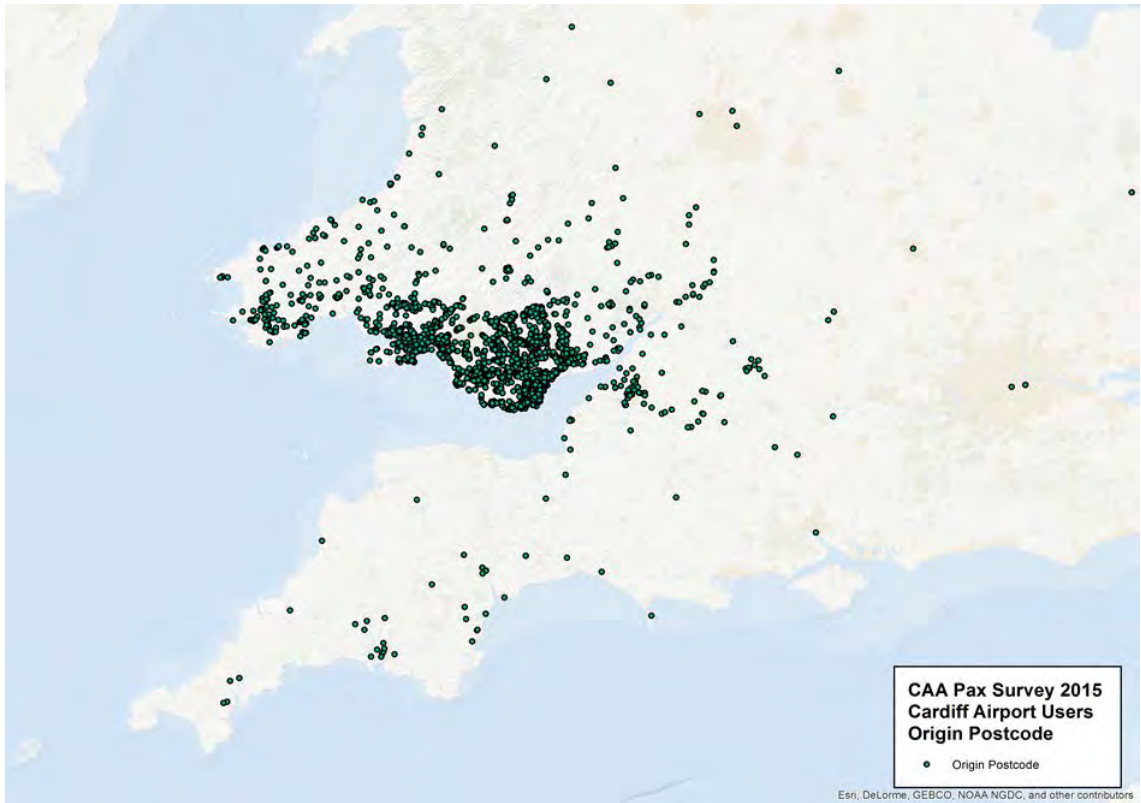 CAA Pax Survey 2015
Cardiff Airport Users
Origin Postcode
Origin Postcode
Esri, DeLorme, GEBCO, NOAA NGDC, and other contributors